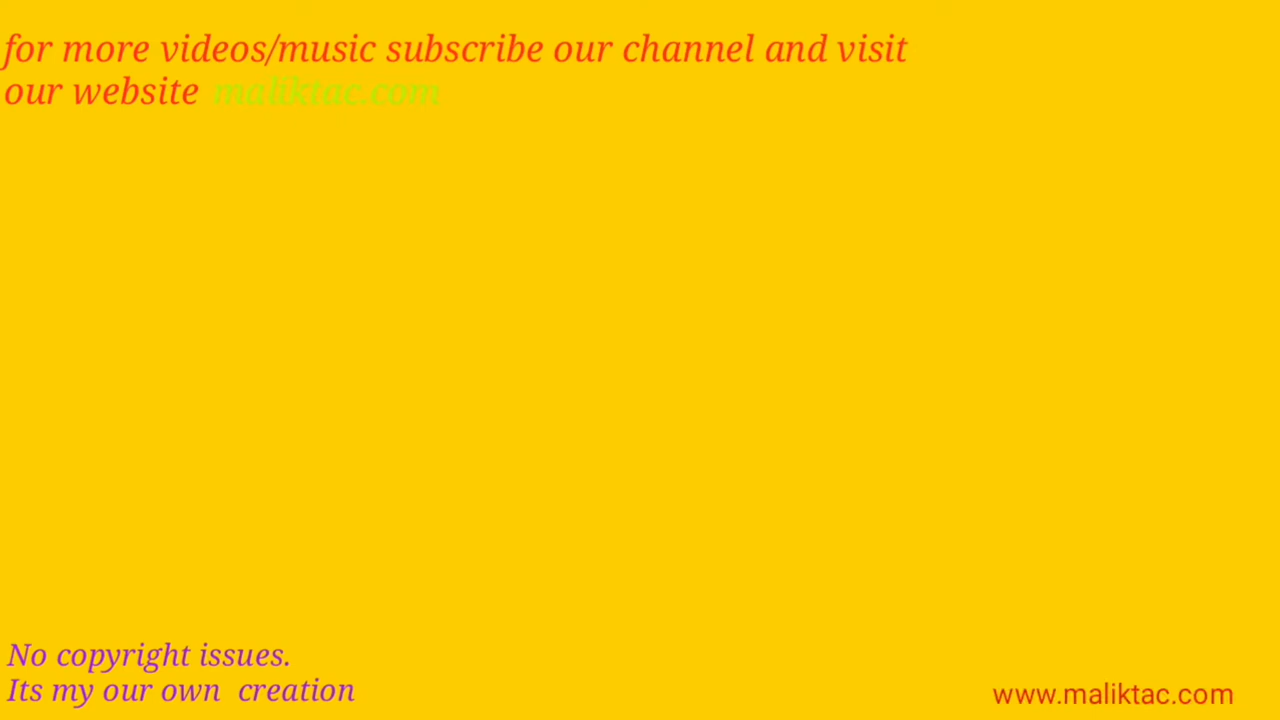 for more videos/music subscribe our channel and visit
our website maliktac.com
No copyright issues.
Its my our own creation
www.maliktac.com